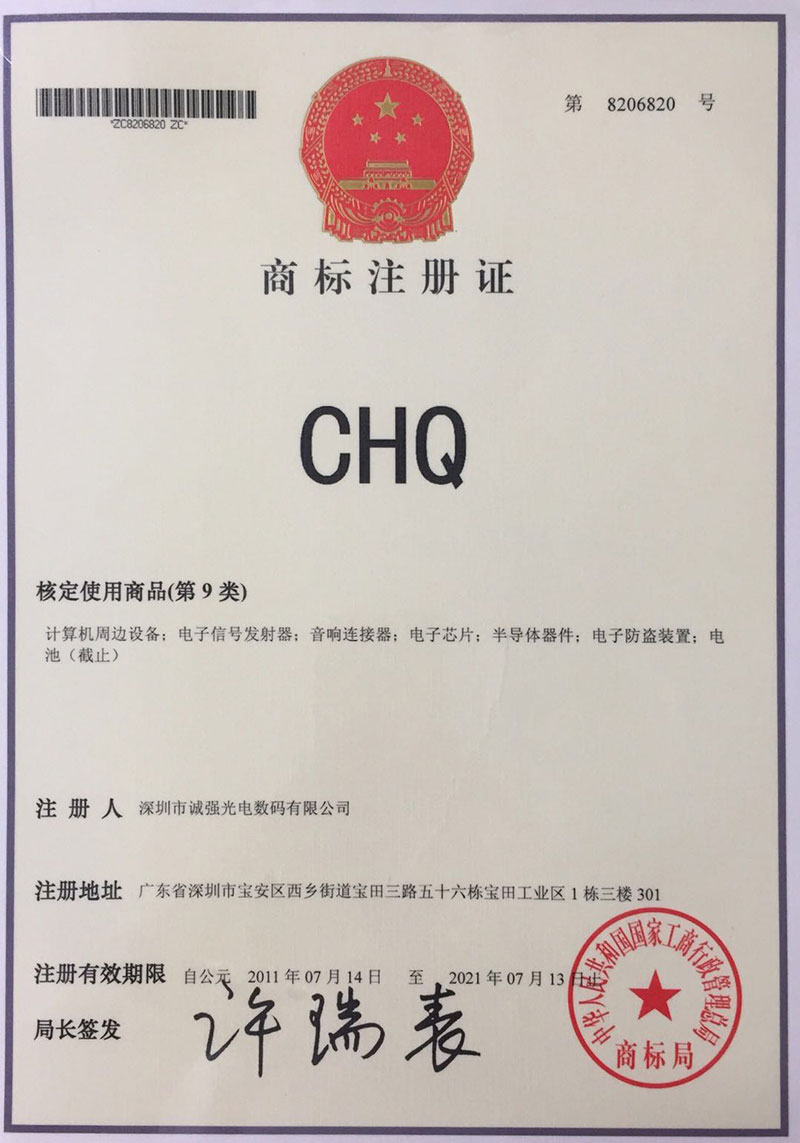 *ZC8206820 ZC*
第 8206820 号
商标注册证
CHQ
核定使用商品(第 9 类)
计算机周边设备；电子信号发射器；音响连接器；电子芯片；半导体器件；电子防盗装置；电
池（截止）
注 册 人 深圳市诚强光电数码有限公司
注册地址 广东省深圳市宝安区西乡街道宝田三路五十六栋宝田工业区 1 栋三楼 301
注册有效期限 自公元 2011 年 07 月 14 日 至 2021 年 07 月 13 日止
局长签发 许瑞表
中华人民共和国国家工商行政管理总局
商标局